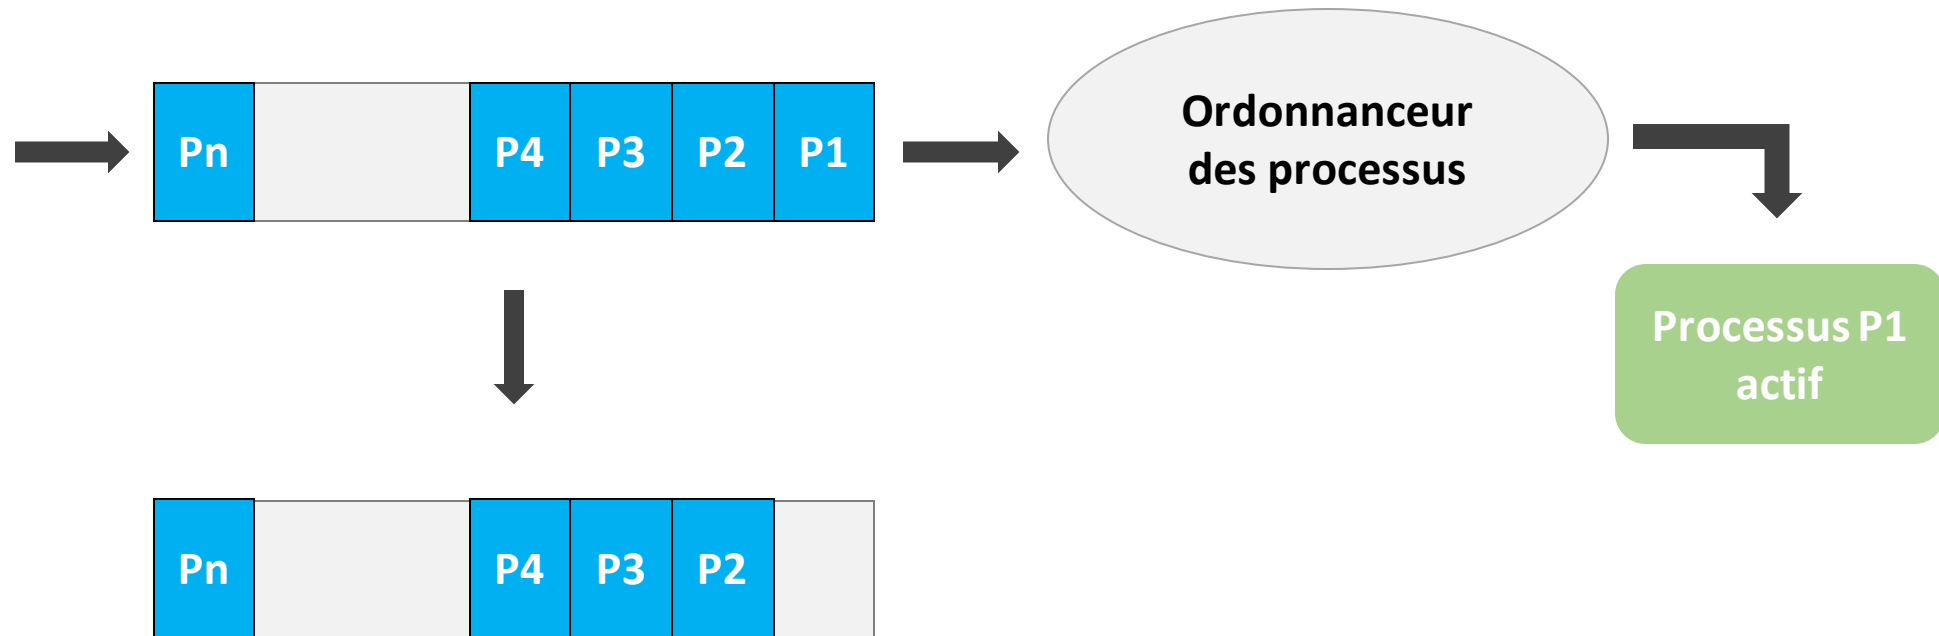 Pn P4 P3 P2 P1
Ordonnanceur
des processus
Processus P1
actif
Pn P4 P3 P2